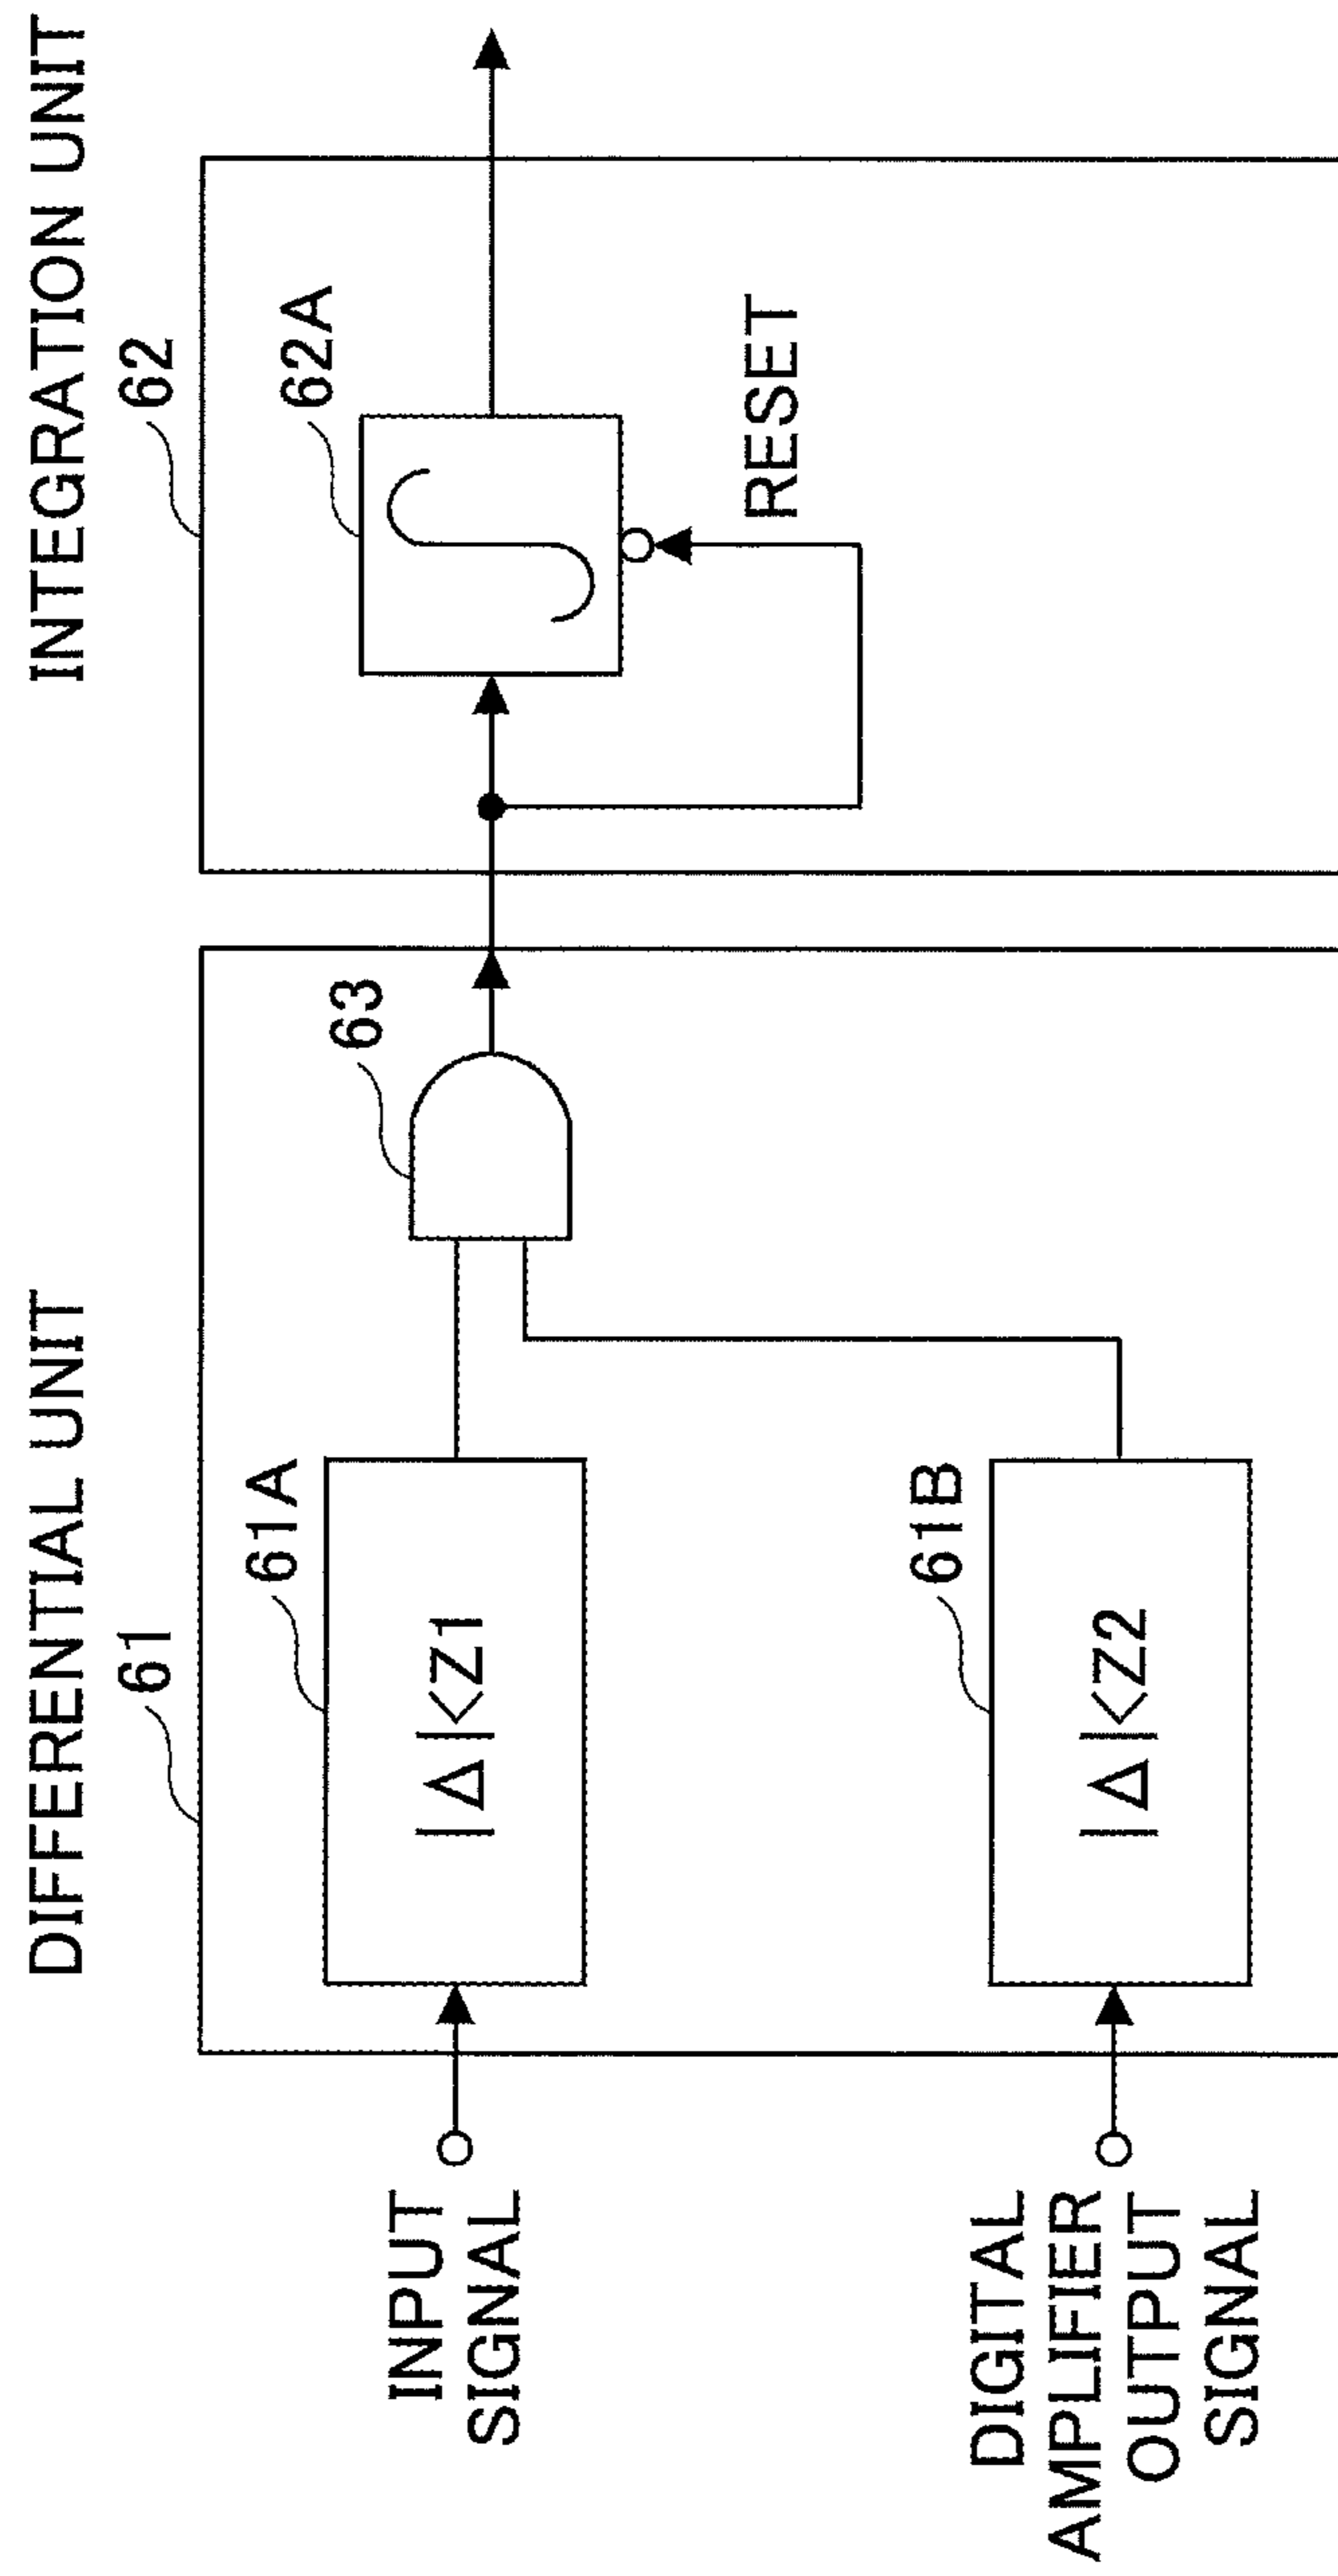 DIFFERENTIAL UNIT
INTEGRATION UNIT
61
62
61A
63
62A
|Δ|<Z1
∫
RESET
INPUT
SIGNAL
61B
|Δ|<Z2
DIGITAL
AMPLIFIER
OUTPUT
SIGNAL